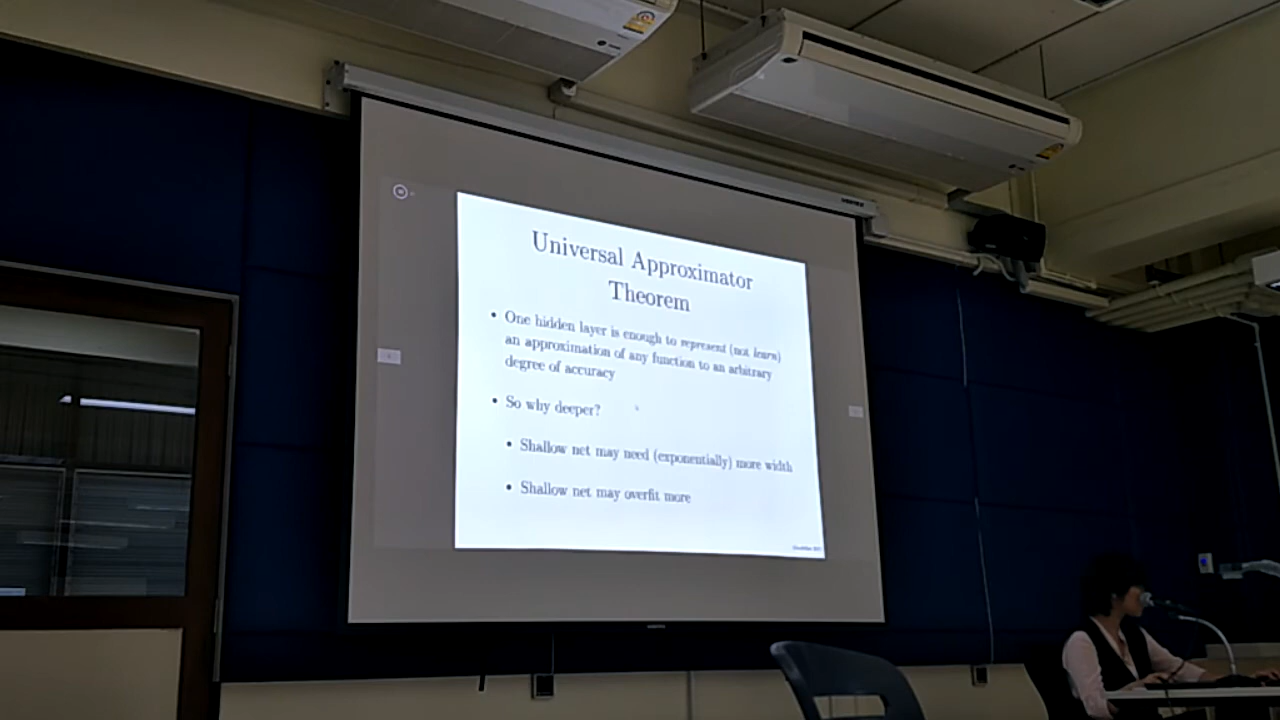 Universal Approximator
Theorem
• One hidden layer is enough to represent (not learn)
an approximation of any function to an arbitrary
degree of accuracy
• So why deeper?
• Shallow net may need (exponentially) more width
• Shallow net may overfit more